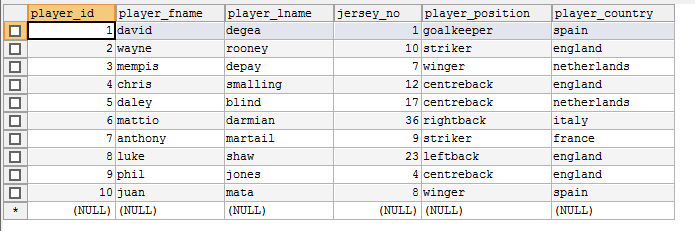 player_id player_fname player_lname jersey_no player_position player_country
1 david degea 1 goalkeeper spain
2 wayne rooney 10 striker england
3 mempis depay 7 winger netherlands
4 chris smalling 12 centreback england
5 daley blind 17 centreback netherlands
6 mattio darmian 36 rightback italy
7 anthony martail 9 striker france
8 luke shaw 23 leftback england
9 phil jones 4 centreback england
10 juan mata 8 winger spain
* (NULL) (NULL) (NULL) (NULL) (NULL) (NULL)